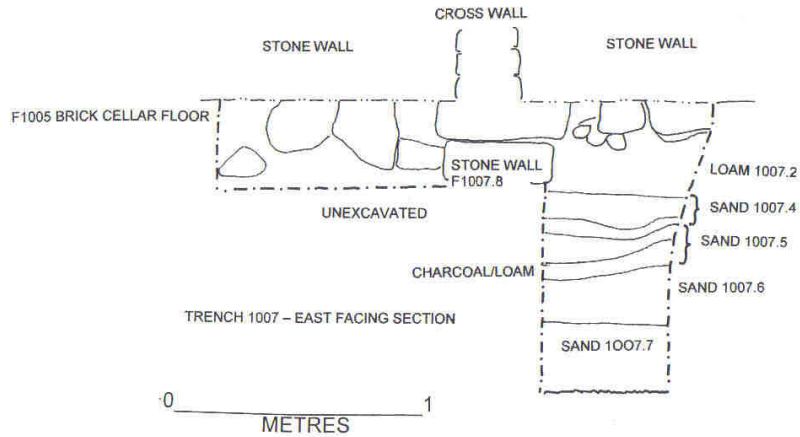 CROSS WALL
STONE WALL
STONE WALL
F1005 BRICK CELLAR FLOOR
STONE WALL
F1007.8
LOAM 1007.2
UNEXCAVATED
SAND 1007.4
SAND 1007.5
CHARCOAL/LOAM
SAND 1007.6
TRENCH 1007 – EAST FACING SECTION
SAND 1OO7.7
0 1
METRES